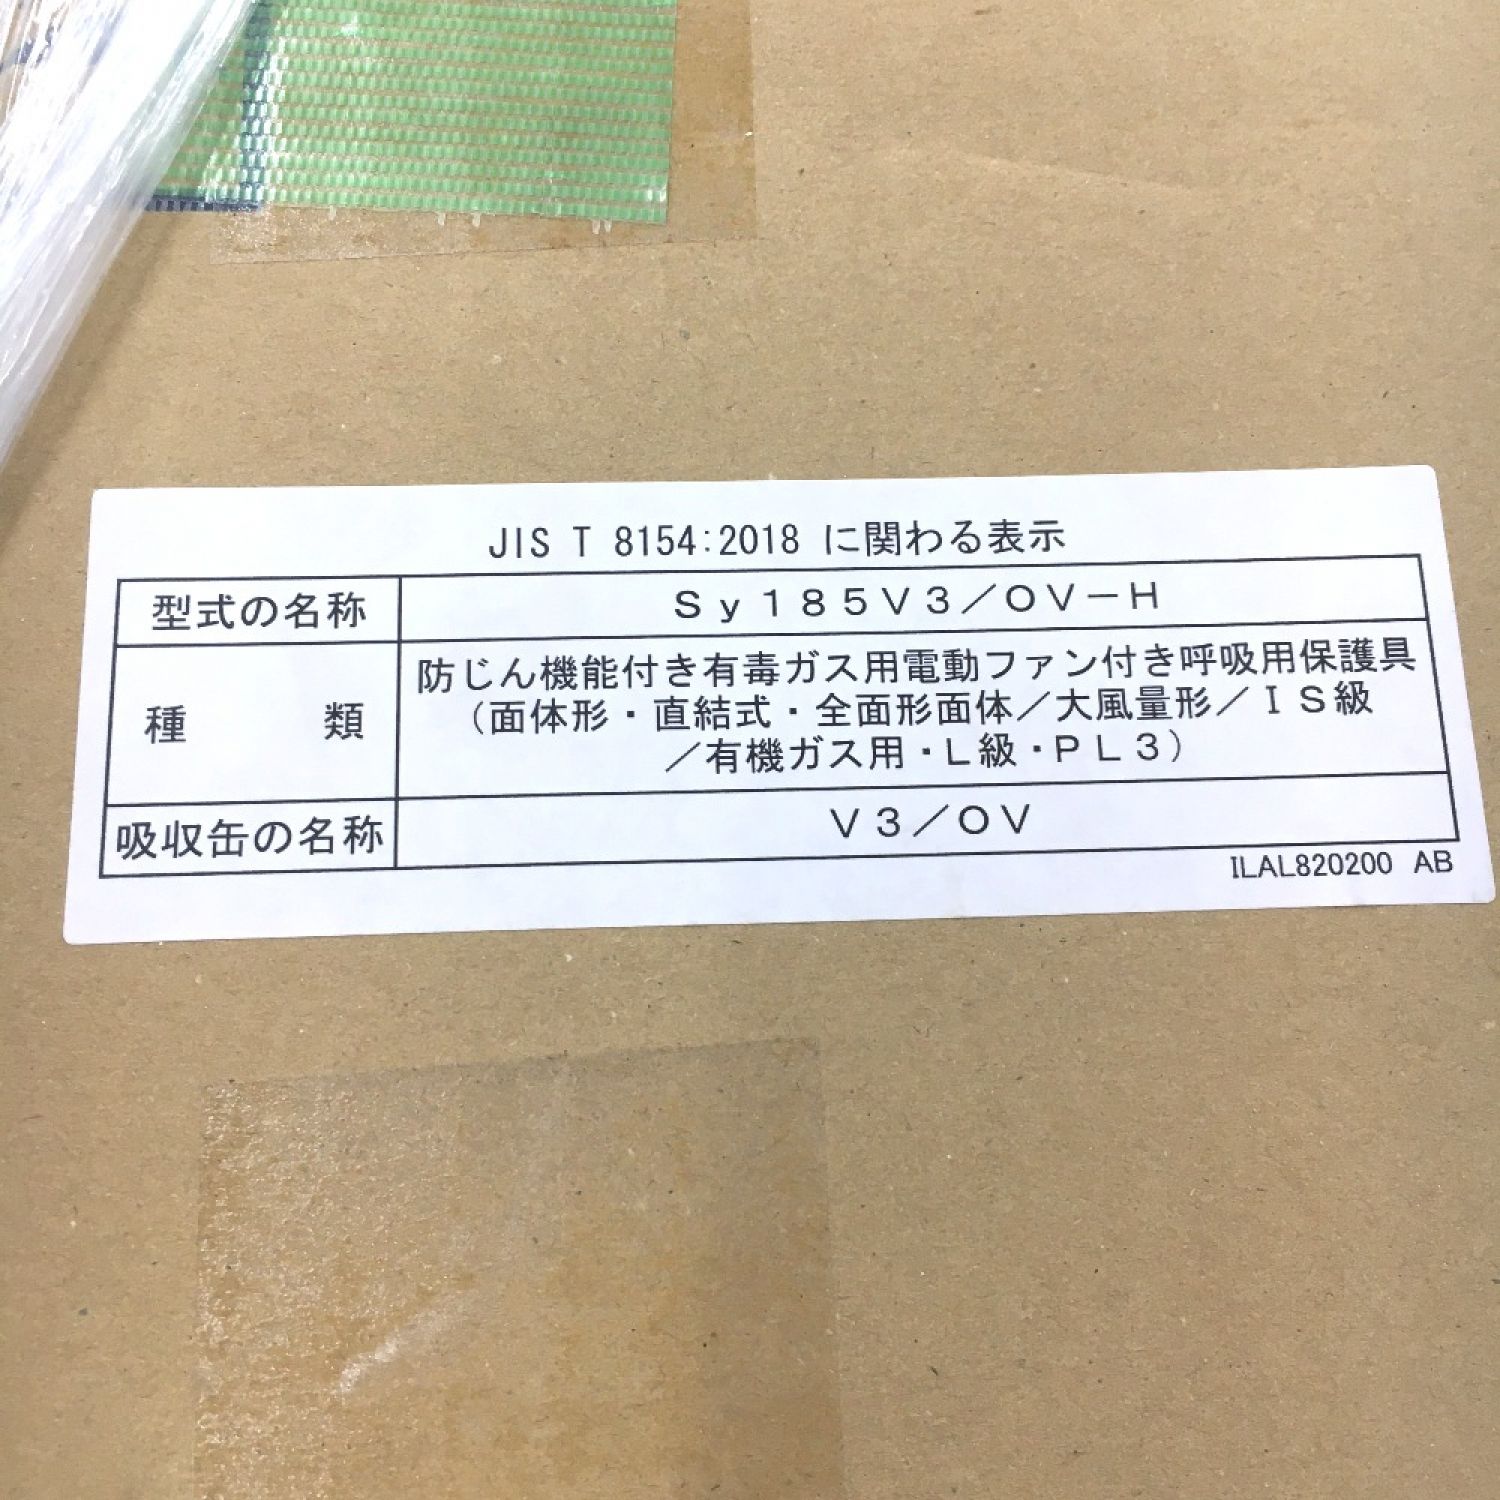 JIS T 8154:2018 に関わる表示
型式の名称 Ｓｙ１８５Ｖ３／ＯＶ－Ｈ
種　　　類 防じん機能付き有毒ガス用電動ファン付き呼吸用保護具
（面体形・直結式・全面形面体／大風量形／ＩＳ級
／有機ガス用・Ｌ級・ＰＬ３）
吸収缶の名称 Ｖ３／ＯＶ
ILAL820200 AB